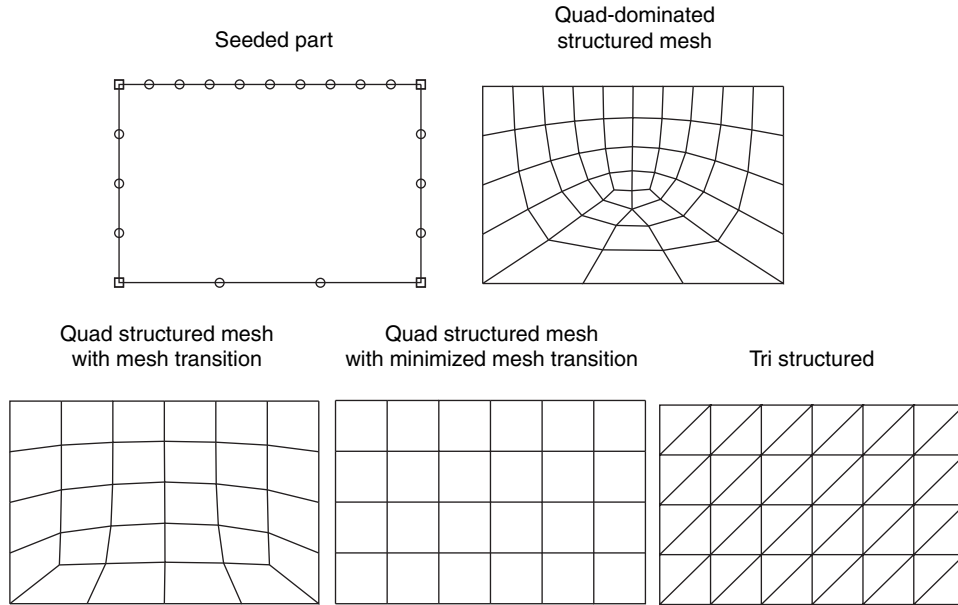 Seeded part
Quad-dominated
structured mesh
Quad structured mesh
with mesh transition
Quad structured mesh
with minimized mesh transition
Tri structured